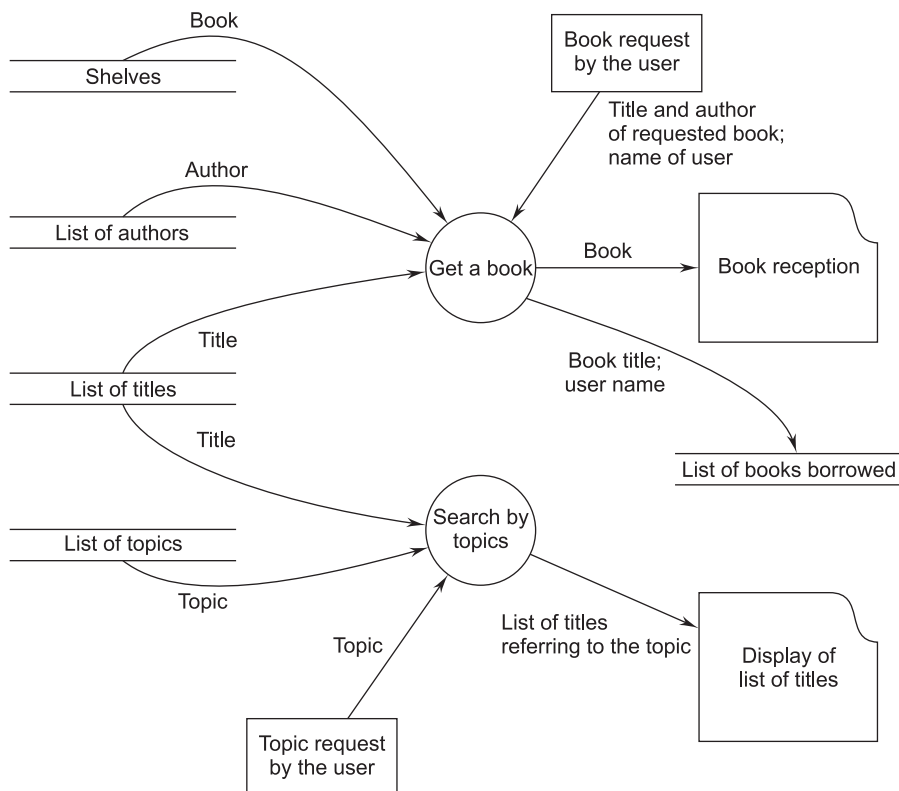 Book
Shelves
Book request
by the user
Title and author
of requested book;
name of user
Author
List of authors
Get a book
Book
Book reception
Title
Book title;
user name
List of titles
Title
List of books borrowed
Search by
topics
List of topics
Topic
List of titles
referring to the topic
Topic
Display of
list of titles
Topic request
by the user